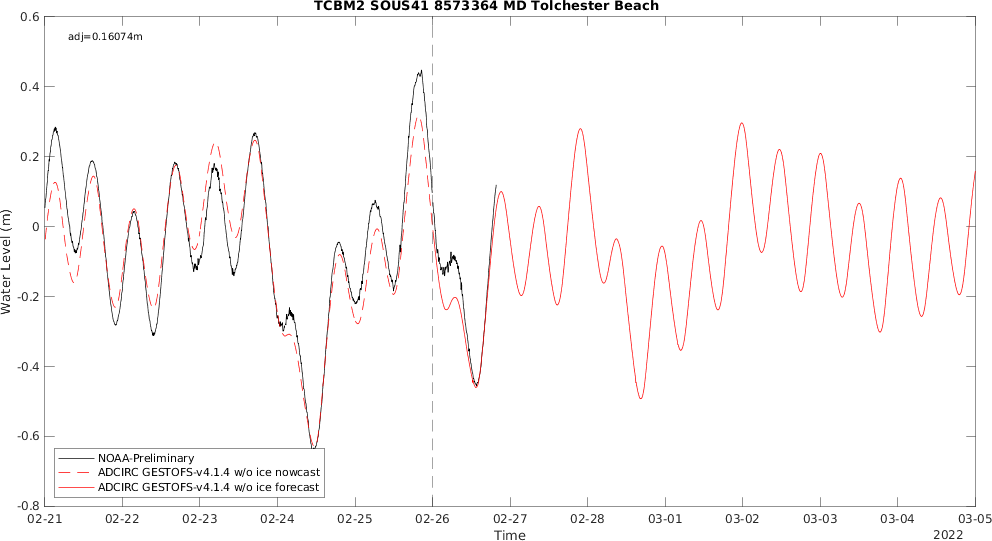 TCBM2 SOUS41 8573364 MD Tolchester Beach
adj=0.16074m
0.6
0.4
0.2
0
-0.2
-0.4
-0.6
-0.8
Water Level (m)
NOAA-Preliminary
ADCIRC GESTOFS-v4.1.4 w/o ice nowcast
ADCIRC GESTOFS-v4.1.4 w/o ice forecast
02-21 02-22 02-23 02-24 02-25 02-26 02-27 02-28 03-01 03-02 03-03 03-04 03-05
Time
2022